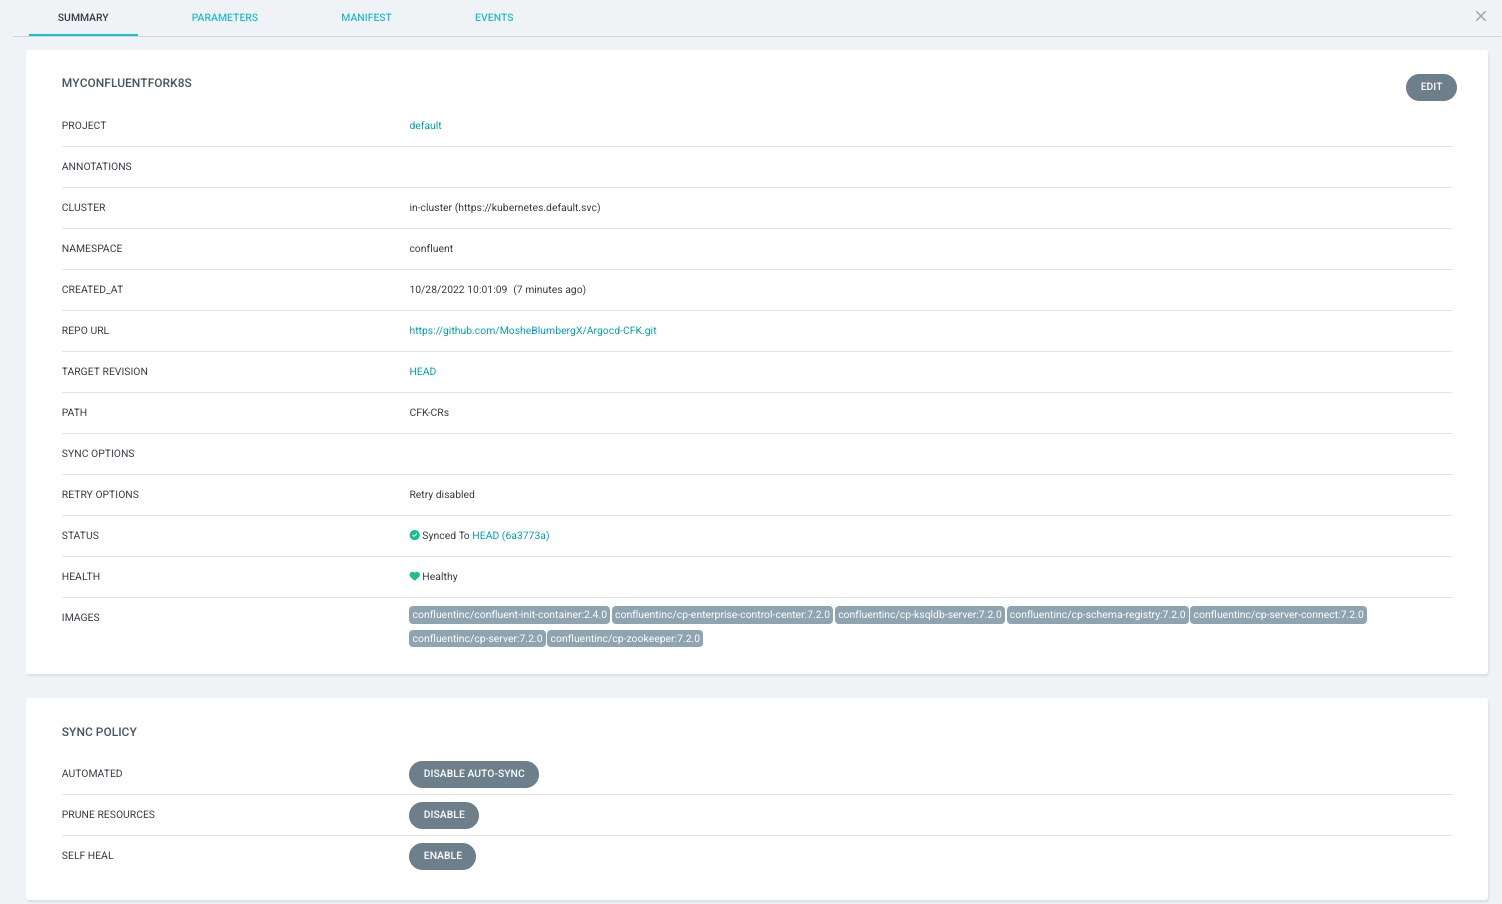 SUMMARY PARAMETERS MANIFEST EVENTS
MYCONFLUENTFORK8S
EDIT
PROJECT default
ANNOTATIONS
CLUSTER in-cluster (https://kubernetes.default.svc)
NAMESPACE confluent
CREATED_AT 10/28/2022 10:01:09 (7 minutes ago)
REPO URL https://github.com/MosheBlumbergX/Argocd-CFK.git
TARGET REVISION HEAD
PATH CFK-CRs
SYNC OPTIONS
RETRY OPTIONS Retry disabled
STATUS Synced To HEAD (6a3773a)
HEALTH Healthy
IMAGES confluentinc/confluent-init-container:2.4.0 confluentinc/cp-enterprise-control-center:7.2.0 confluentinc/cp-ksqldb-server:7.2.0 confluentinc/cp-schema-registry:7.2.0 confluentinc/cp-server-connect:7.2.0
confluentinc/cp-server:7.2.0 confluentinc/cp-zookeeper:7.2.0
SYNC POLICY
AUTOMATED DISABLE AUTO-SYNC
PRUNE RESOURCES DISABLE
SELF HEAL ENABLE